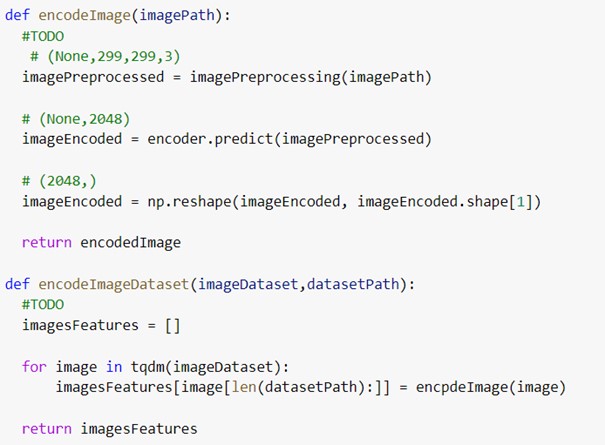 def encodeImage(imagePath):
#TODO
# (None,299,299,3)
imagePreprocessed = imagePreprocessing(imagePath)
# (None,2048)
imageEncoded = encoder.predict(imagePreprocessed)
# (2048,)
imageEncoded = np.reshape(imageEncoded, imageEncoded.shape[1])
return encodedImage
def encodeImageDataset(imageDataset,datasetPath):
#TODO
imagesFeatures = []
for image in tqdm(imageDataset):
imagesFeatures[image[len(datasetPath):]] = encpdeImage(image)
return imagesFeatures